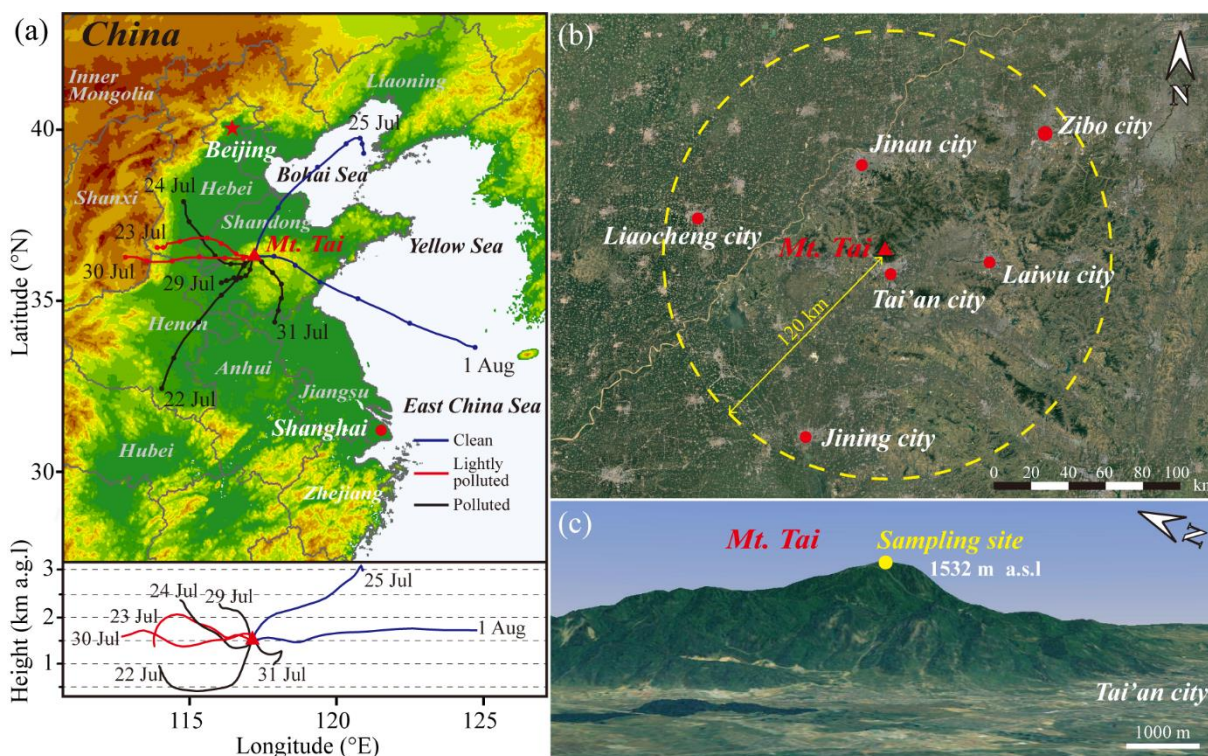 (a)
China
Inner
Mongolia
Liaoning
25 Jul
Beijing
Bohai Sea
24 Jul
Hebei
Shanxi
Shandong
23 Jul
Mt. Tai
Yellow Sea
30 Jul
29 Jul
Henan
31 Jul
1 Aug
Anhui
Jiangsu
22 Jul
East China Sea
Shanghai
Hubei
Zhejiang
Clean
Lightly
polluted
Polluted
40
35
30
Latitude (°N)
3
2
1
Height (km a.g.l)
24 Jul
29 Jul
25 Jul
23 Jul
30 Jul
1 Aug
22 Jul
31 Jul
115
120
125
Longitude (°E)
(b)
N
Zibo city
Jinan city
Liaocheng city
Mt. Tai
Laiwu city
Tai’an city
120 km
Jining city
0 20 40 60 80 100
km
(c)
N
Mt. Tai
Sampling site
1532 m a.s.l
Tai’an city
1000 m